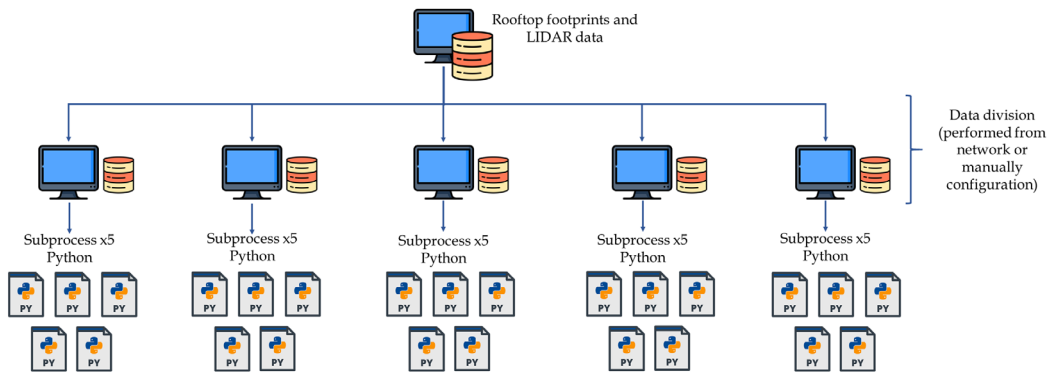 Rooftop footprints and
LIDAR data
Data division
(performed from
network or
manually
configuration)
Subprocess x5
Python
Subprocess x5
Python
Subprocess x5
Python
Subprocess x5
Python
Subprocess x5
Python
PY PY PY
PY PY PY
PY PY PY
PY PY PY
PY PY PY
PY PY
PY PY
PY PY
PY PY
PY PY